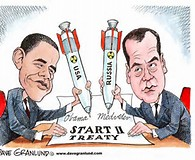 USA
RUSSIA
Obama Medvedev
START II
TREATY
DAVE GRANLUND © www.davegranlund.com